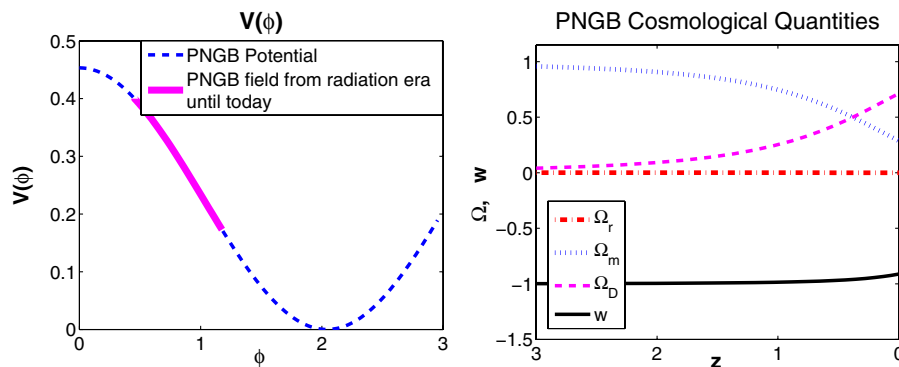 V(ϕ)
PNGB Potential
PNGB field from radiation era
until today
V(ϕ)
0.5
0.4
0.3
0.2
0.1
0
0 1 2 3
ϕ
PNGB Cosmological Quantities
Ω, w
1
0.5
0
−0.5
−1
−1.5
Ωr
Ωm
ΩD
w
3 2 1 0
z